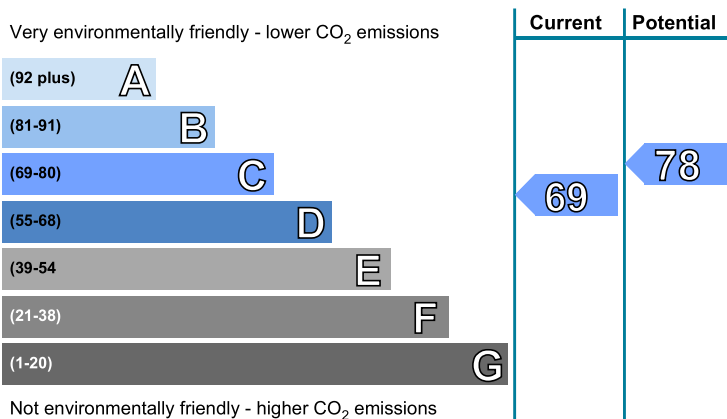 Very environmentally friendly - lower CO2 emissions
Current
Potential
(92 plus) A
(81-91) B
(69-80) C
(55-68) D
(39-54 E
(21-38) F
(1-20) G
78
69
Not environmentally friendly - higher CO2 emissions